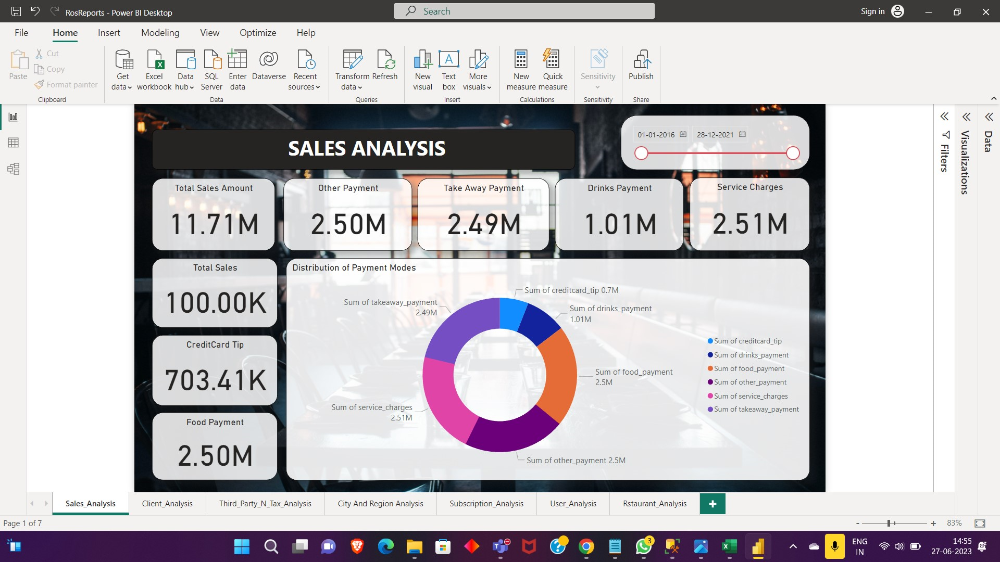 RosReports - Power BI Desktop
Search
Sign in
File Home Insert Modeling View Optimize Help
Paste
Cut
Copy
Format painter
Clipboard
Get data
Excel workbook
Data hub
SQL Server
Enter data
Dataverse
Recent sources
Data
Transform data
Refresh
Queries
New visual
Text box
More visuals
Insert
New measure
Quick measure
Calculations
Sensitivity
Sensitivity
Publish
Share
SALES ANALYSIS
01-01-2016
28-12-2021
Total Sales Amount
11.71M
Other Payment
2.50M
Take Away Payment
2.49M
Drinks Payment
1.01M
Service Charges
2.51M
Total Sales
100.00K
CreditCard Tip
703.41K
Food Payment
2.50M
Distribution of Payment Modes
Sum of creditcard_tip 0.7M
Sum of drinks_payment
1.01M
Sum of food_payment
2.5M
Sum of other_payment 2.5M
Sum of service_charges
2.51M
Sum of takeaway_payment
2.49M
Sum of creditcard_tip
Sum of drinks_payment
Sum of food_payment
Sum of other_payment
Sum of service_charges
Sum of takeaway_payment
Filters
Visualizations
Data
Sales_Analysis
Client_Analysis
Third_Party_N_Tax_Analysis
City And Region Analysis
Subscription_Analysis
User_Analysis
Rstaurant_Analysis
Page 1 of 7
- + 83%
3
ENG
IN
14:55
27-06-2023